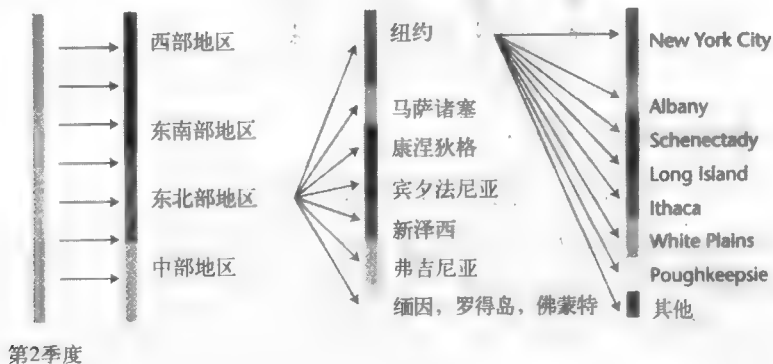 西部地区
东南部地区
东北部地区
中部地区
纽约
马萨诸塞
康涅狄格
宾夕法尼亚
新泽西
弗吉尼亚
缅因，罗得岛，佛蒙特
New York City
Albany
Schenectady
Long Island
Ithaca
White Plains
Poughkeepsie
其他
第2季度